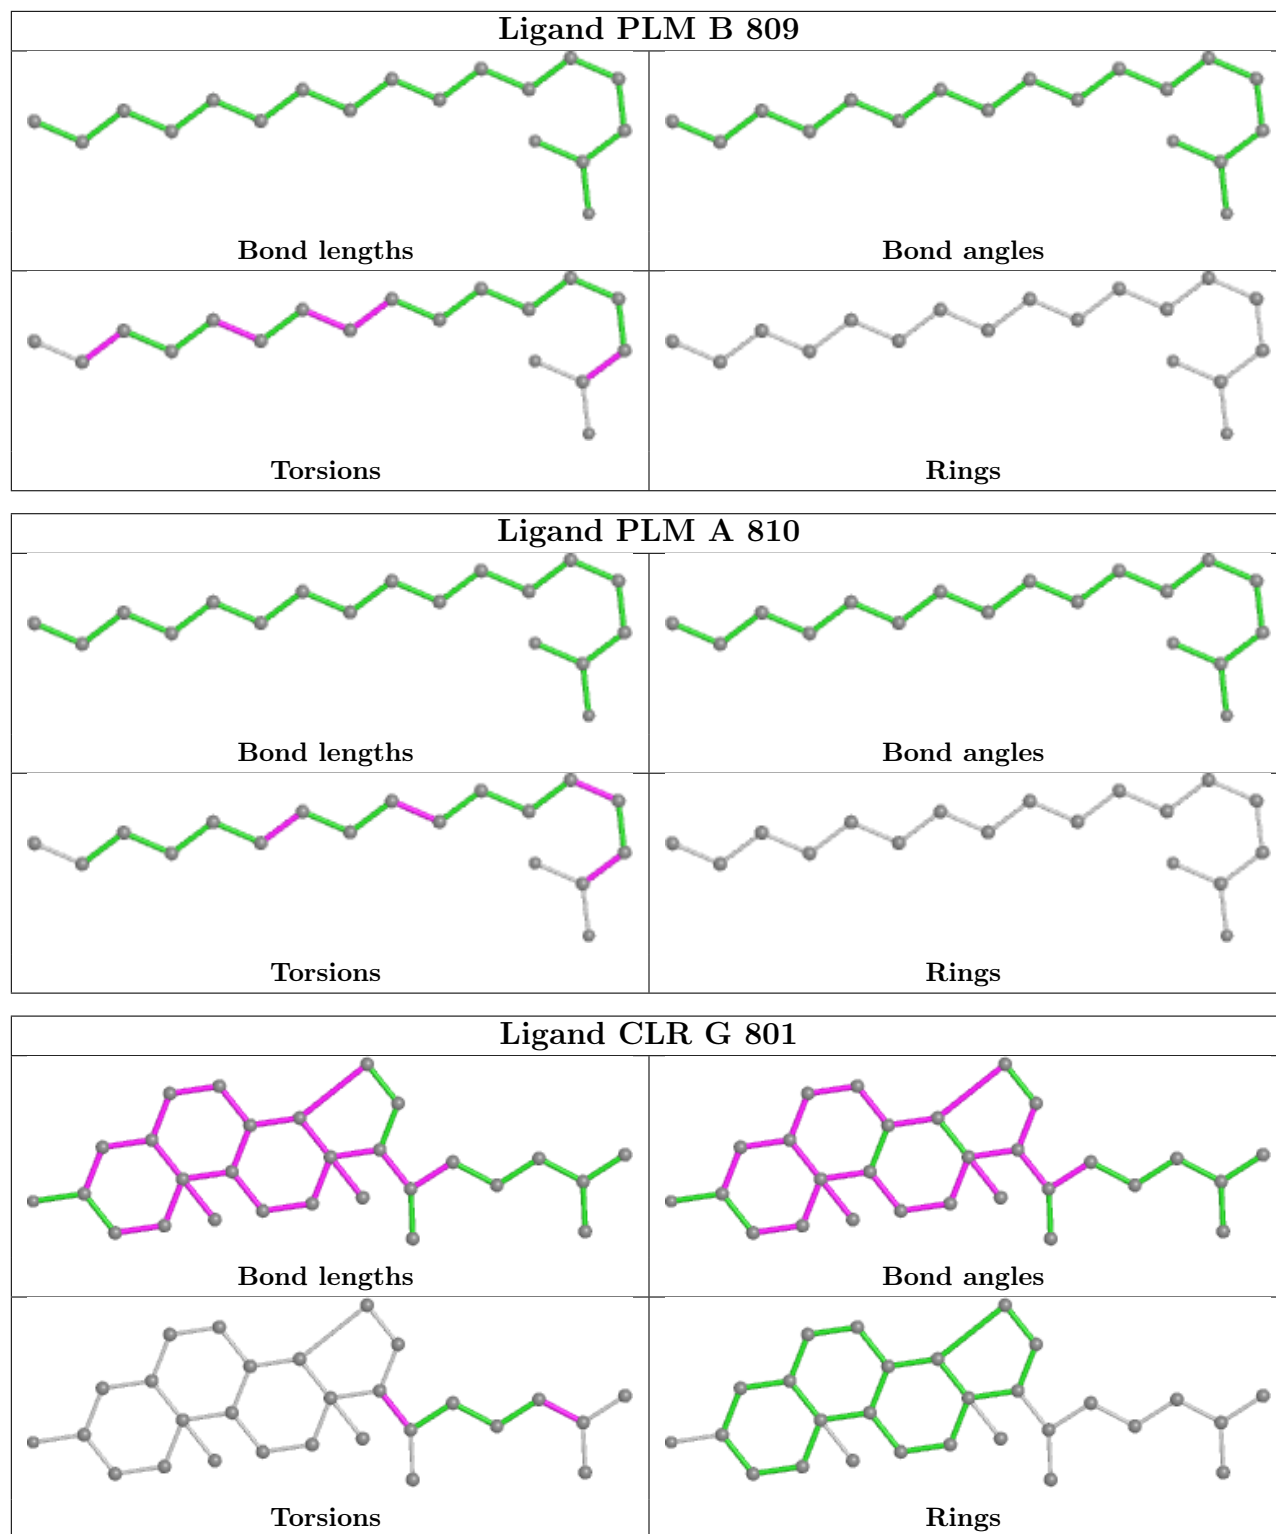 Ligand PLM B 809
Bond lengths
Bond angles
Torsions
Rings
Ligand PLM A 810
Bond lengths
Bond angles
Torsions
Rings
Ligand CLR G 801
Bond lengths
Bond angles
Torsions
Rings